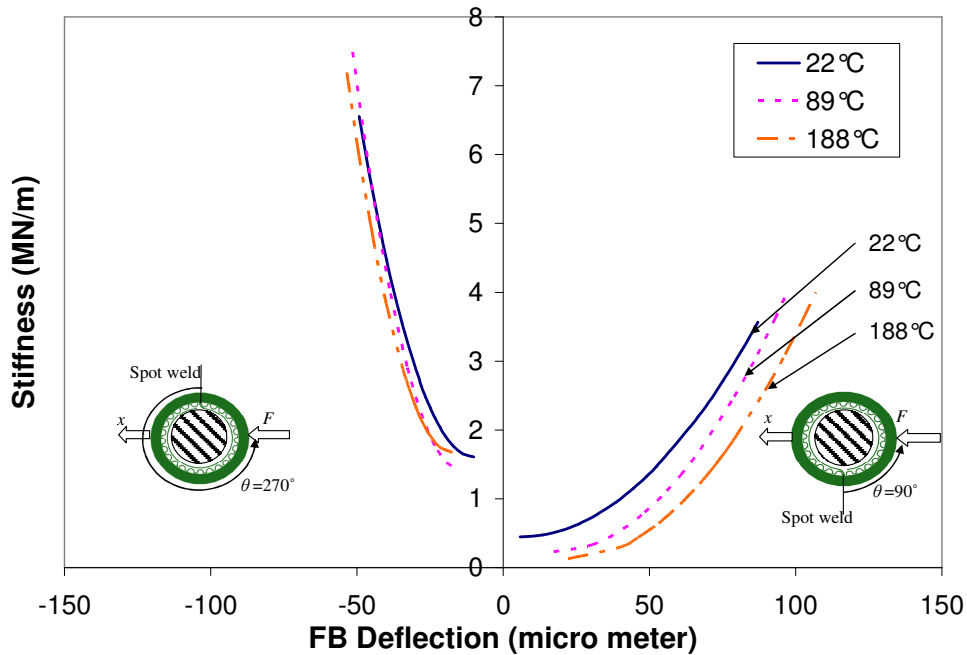 8
7
6
5
4
3
2
1
0
Stiffness (MN/m)
22°C
89°C
188°C
22°C
89°C
188°C
Spot weld
x
F
θ=270°
x
F
θ=90°
Spot weld
-150
-100
-50
0
50
100
150
FB Deflection (micro meter)